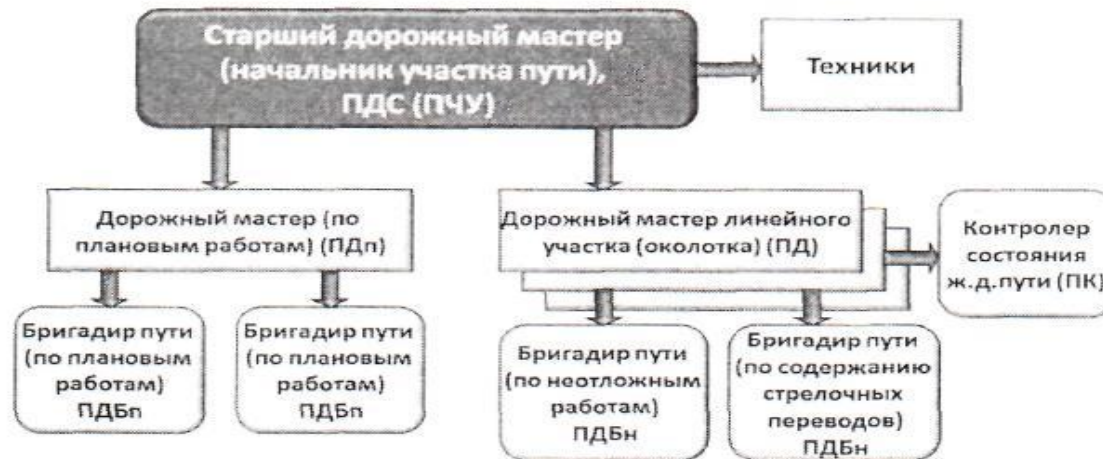 Старший дорожный мастер
(начальник участка пути),
ПДС (ПЧУ)
Техники
Дорожный мастер (по
плановым работам) (ПДп)
Дорожный мастер линейного
участка (околотка) (ПД)
Контролер
состояния
ж.д.пути (ПК)
Бригадир пути
(по плановым
работам)
ПДБп
Бригадир пути
(по плановым
работам)
ПДБп
Бригадир пути
(по неотложным
работам)
ПДБн
Бригадир пути
(по содержанию
стрелочных
переводов)
ПДБн